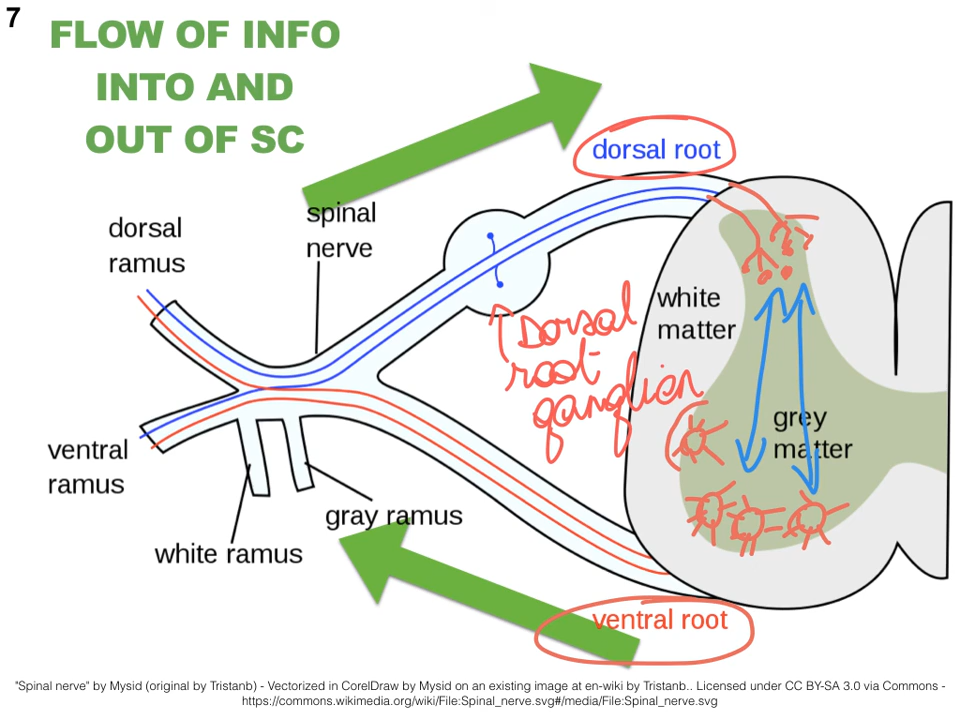 7
FLOW OF INFO
INTO AND
OUT OF SC
dorsal root
spinal
nerve
dorsal
ramus
white
matter
Dorsal
root
ganglion
grey
matter
ventral
ramus
gray ramus
white ramus
ventral root
"Spinal nerve" by Mysid (original by Tristanb) - Vectorized in CorelDraw by Mysid on an existing image at en-wiki by Tristanb.. Licensed under CC BY-SA 3.0 via Commons -
https://commons.wikimedia.org/wiki/File:Spinal_nerve.svg#/media/File:Spinal_nerve.svg